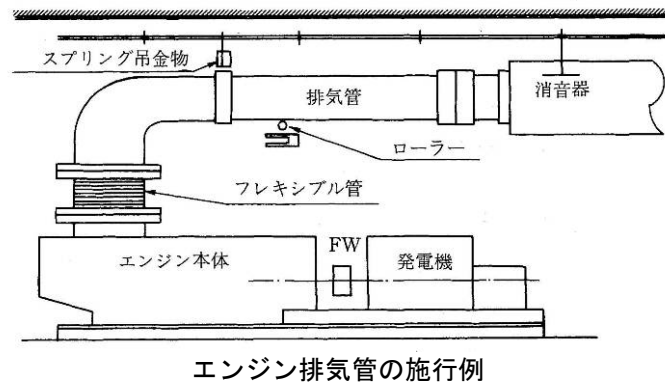 スプリング吊金物
排気管
消音器
ローラー
フレキシブル管
FW
エンジン本体
発電機
エンジン排気管の施行例